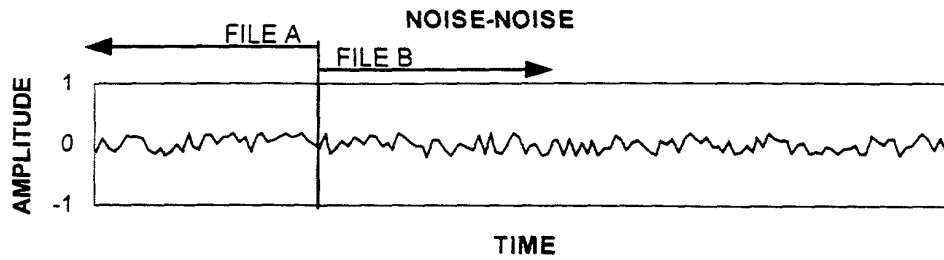 NOISE-NOISE
FILE A
FILE B
AMPLITUDE
1
0
-1
TIME